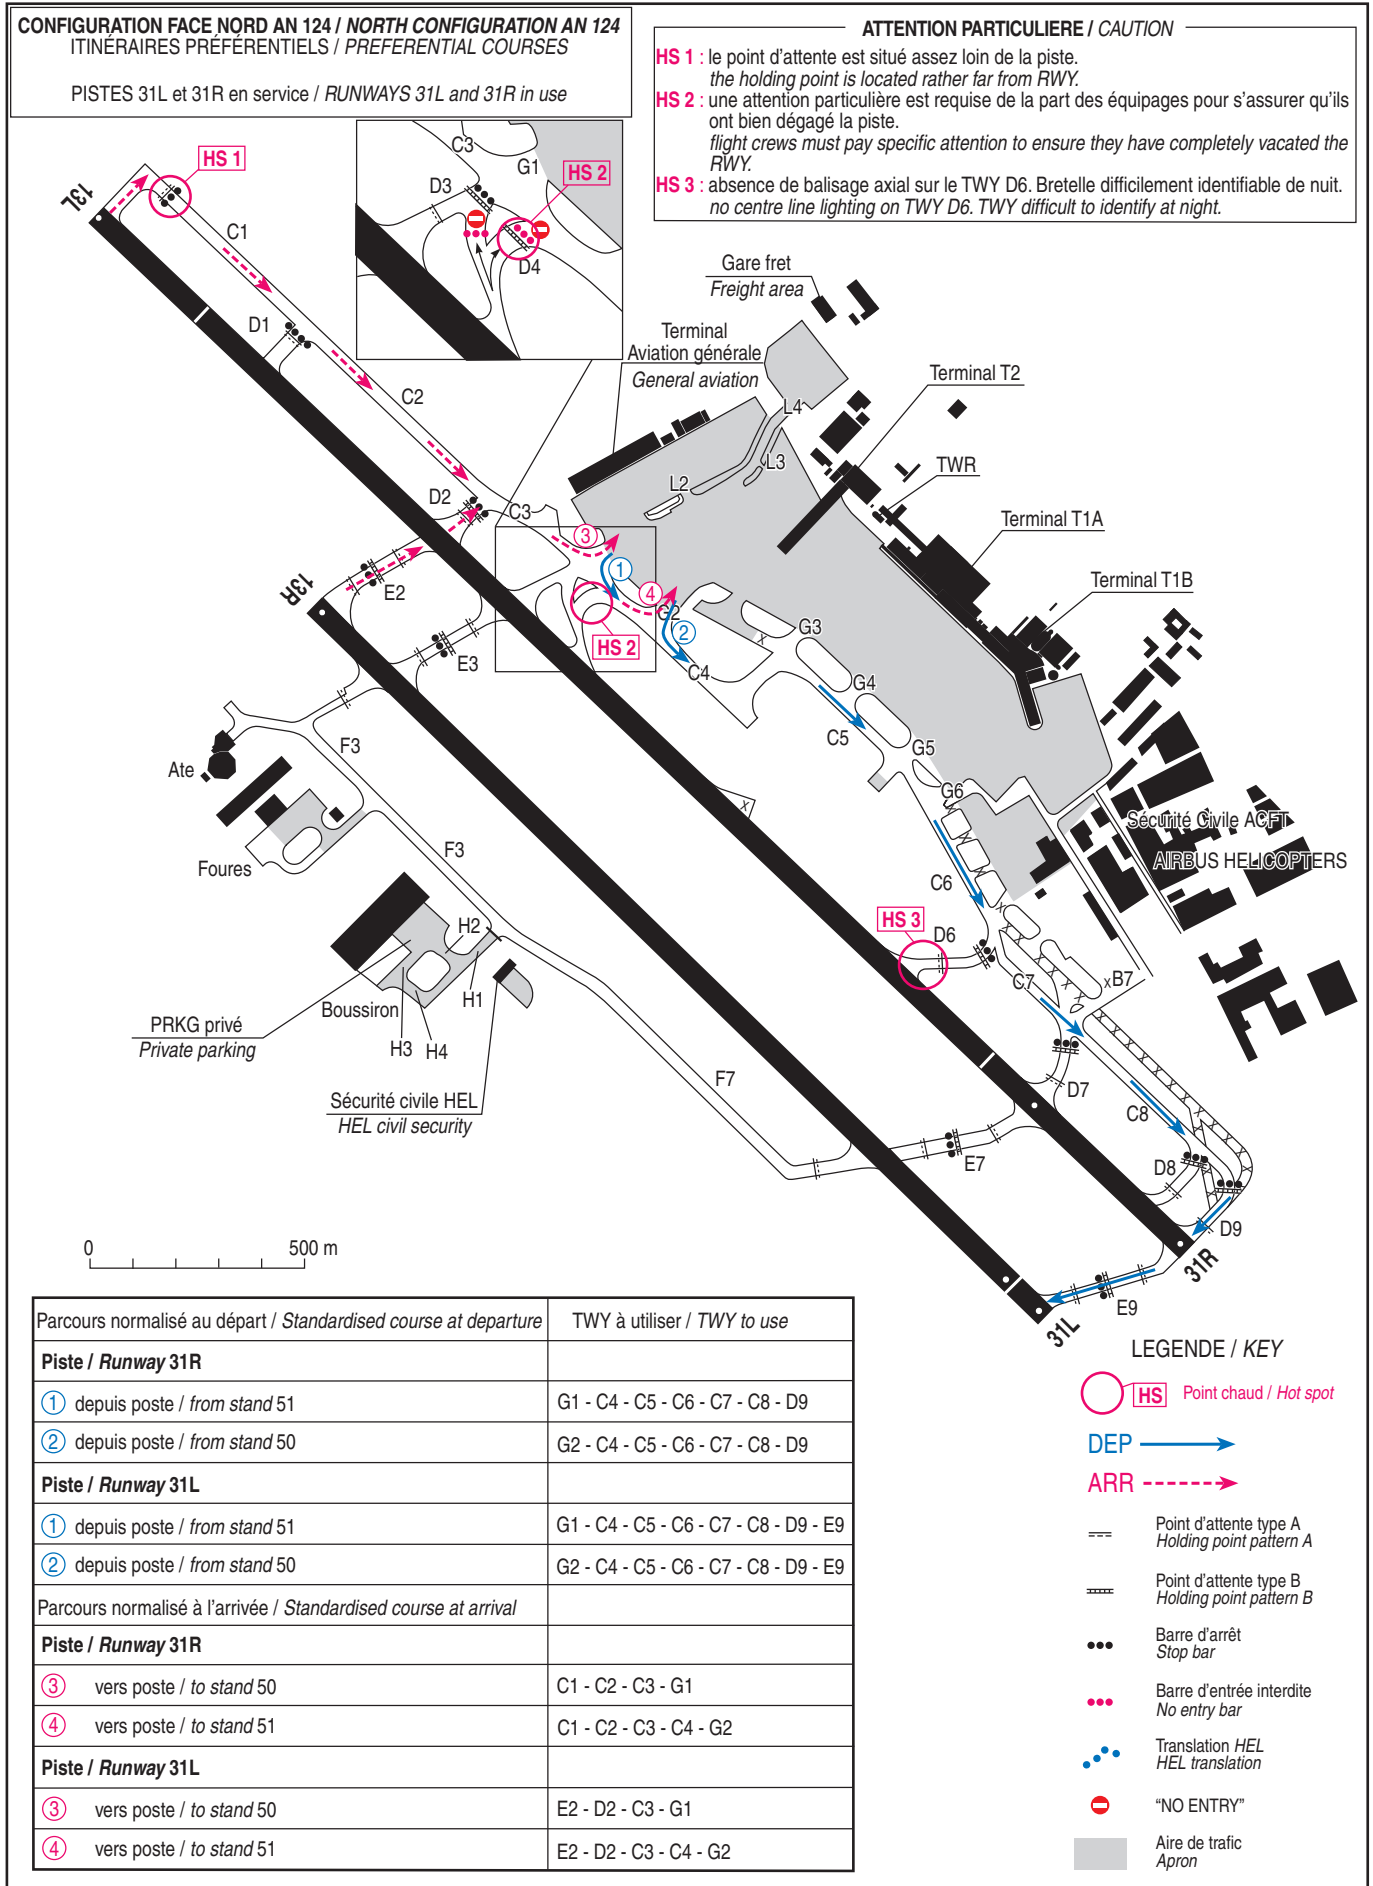 CONFIGURATION FACE NORD AN 124 / NORTH CONFIGURATION AN 124
ITINÉRAIRES PRÉFÉRENTIELS / PREFERENTIAL COURSES
PISTES 31L et 31R en service / RUNWAYS 31L and 31R in use
ATTENTION PARTICULIERE / CAUTION
HS 1 : le point d'attente est situé assez loin de la piste.
the holding point is located rather far from RWY.
HS 2 : une attention particulière est requise de la part des équipages pour s'assurer qu'ils
ont bien dégagé la piste.
flight crews must pay specific attention to ensure they have completely vacated the
RWY.
HS 3 : absence de balisage axial sur le TWY D6. Bretelle difficilement identifiable de nuit.
no centre line lighting on TWY D6. TWY difficult to identify at night.
C3
G1
HS 2
D3
D4
HS 1
13L
C1
D1
C2
D2
C3
Gare fret
Freight area
Terminal
Aviation générale
General aviation
Terminal T2
L4
L3
L2
TWR
Terminal T1A
Terminal T1B
3
1
4
G2
2
HS 2
C4
13R
E2
E3
G3
G4
C5
G5
G6
F3
Ate
X
X
Sécurité Civile ACFT
AIRBUS HELICOPTERS
Foures
F3
C6
HS 3
D6
H2
H1
C7
X B7
Boussiron
H3 H4
PRKG privé
Private parking
Sécurité civile HEL
HEL civil security
F7
D7
C8
E7
D8
D9
31R
E9
31L
0 500 m
Parcours normalisé au départ / Standardised course at departure TWY à utiliser / TWY to use
Piste / Runway 31R
1 depuis poste / from stand 51 G1 - C4 - C5 - C6 - C7 - C8 - D9
2 depuis poste / from stand 50 G2 - C4 - C5 - C6 - C7 - C8 - D9
Piste / Runway 31L
1 depuis poste / from stand 51 G1 - C4 - C5 - C6 - C7 - C8 - D9 - E9
2 depuis poste / from stand 50 G2 - C4 - C5 - C6 - C7 - C8 - D9 - E9
Parcours normalisé à l'arrivée / Standardised course at arrival
Piste / Runway 31R
3 vers poste / to stand 50 C1 - C2 - C3 - G1
4 vers poste / to stand 51 C1 - C2 - C3 - C4 - G2
Piste / Runway 31L
3 vers poste / to stand 50 E2 - D2 - C3 - G1
4 vers poste / to stand 51 E2 - D2 - C3 - C4 - G2
LEGENDE / KEY
HS Point chaud / Hot spot
DEP
ARR
Point d'attente type A
Holding point pattern A
Point d'attente type B
Holding point pattern B
Barre d'arrêt
Stop bar
Barre d'entrée interdite
No entry bar
Translation HEL
HEL translation
“NO ENTRY”
Aire de trafic
Apron